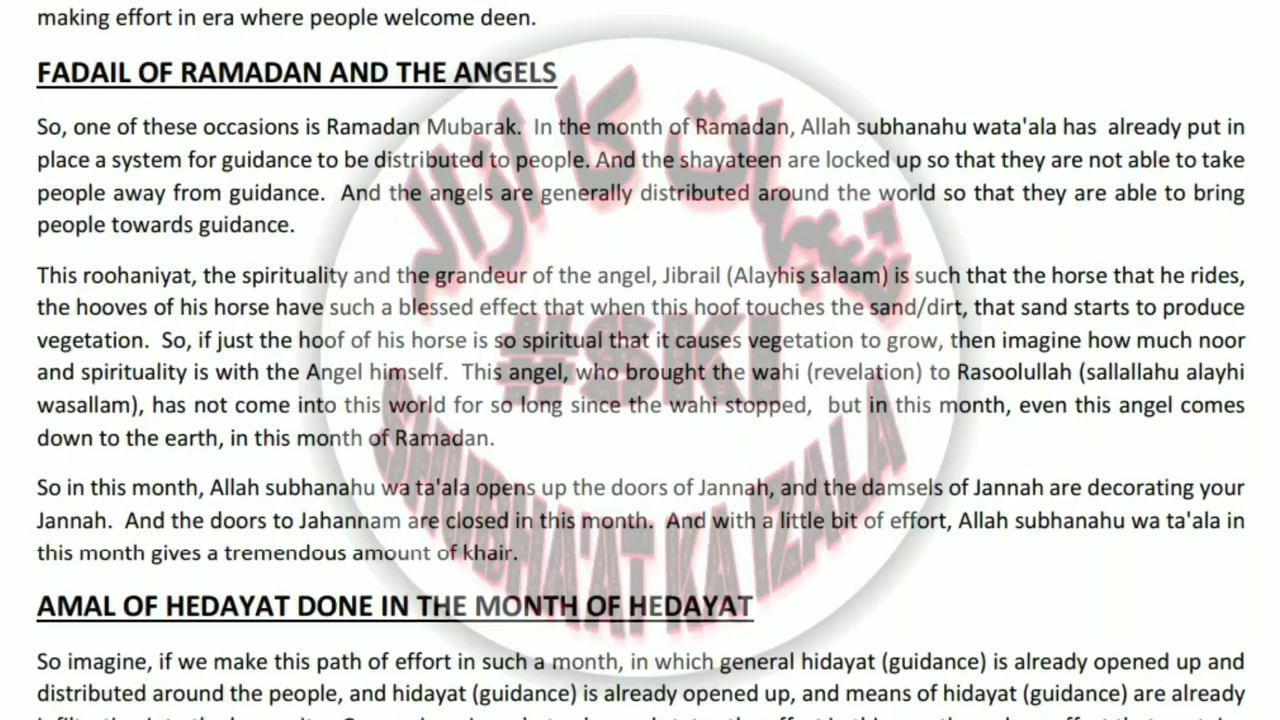 making effort in era where people welcome deen.
FADAIL OF RAMADAN AND THE ANGELS
So, one of these occasions is Ramadan Mubarak. In the month of Ramadan, Allah subhanahu wata'ala has already put in
place a system for guidance to be distributed to people. And the shayateen are locked up so that they are not able to take
people away from guidance. And the angels are generally distributed around the world so that they are able to bring
people towards guidance.
This roohaniyat, the spirituality and the grandeur of the angel, Jibrail (Alayhis salaam) is such that the horse that he rides,
the hooves of his horse have such a blessed effect that when this hoof touches the sand/dirt, that sand starts to produce
vegetation. So, if just the hoof of his horse is so spiritual that it causes vegetation to grow, then imagine how much noor
and spirituality is with the Angel himself. This angel, who brought the wahi (revelation) to Rasoolullah (sallallahu alayhi
wasallam), has not come into this world for so long since the wahi stopped, but in this month, even this angel comes
down to the earth, in this month of Ramadan.
So in this month, Allah subhanahu wa ta'ala opens up the doors of Jannah, and the damsels of Jannah are decorating your
Jannah. And the doors to Jahannam are closed in this month. And with a little bit of effort, Allah subhanahu wa ta'ala in
this month gives a tremendous amount of khair.
AMAL OF HEDAYAT DONE IN THE MONTH OF HEDAYAT
So imagine, if we make this path of effort in such a month, in which general hidayat (guidance) is already opened up and
distributed around the people, and hidayat (guidance) is already opened up, and means of hidayat (guidance) are already
شبہات کا ازالہ
#SKI
SHUBHA'AT KA IZALA